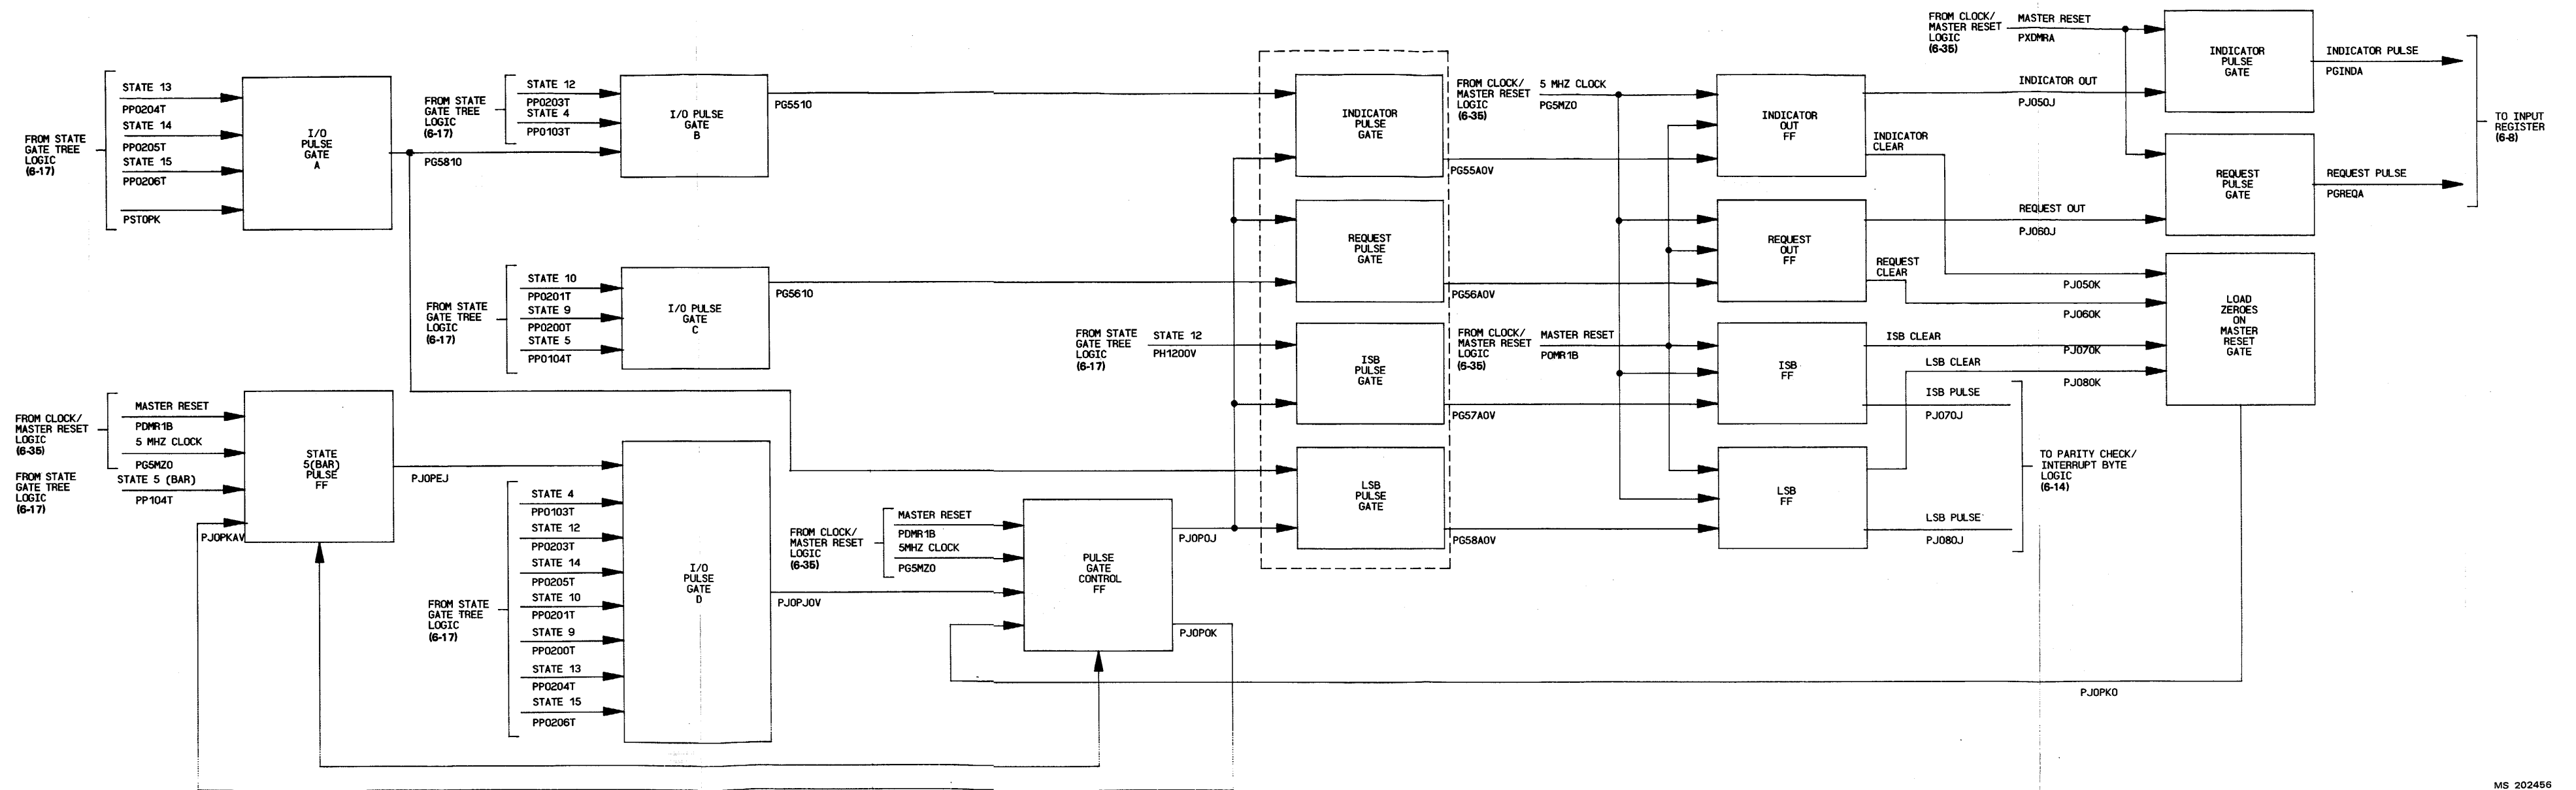 FROM STATE
GATE TREE
LOGIC
(6-17)
STATE 13
PP0204T
STATE 14
PP0205T
STATE 15
PP0206T
PSTOPK
I/O
PULSE
GATE
A
PG5810
FROM STATE
GATE TREE
LOGIC
(6-17)
STATE 12
PP0203T
STATE 4
PP0103T
I/O PULSE
GATE
B
PG5510
FROM STATE
GATE TREE
LOGIC
(6-17)
STATE 10
PP0201T
STATE 9
PP0200T
STATE 5
PP0104T
I/O PULSE
GATE
C
PG5610
FROM CLOCK/
MASTER RESET
LOGIC
(6-35)
MASTER RESET
PDMR1B
5 MHZ CLOCK
PG5MZ0
FROM STATE
GATE TREE
LOGIC
(6-17)
STATE 5 (BAR)
PP104T
PJ0PKAV
STATE
5(BAR)
PULSE
FF
PJ0PEJ
FROM STATE
GATE TREE
LOGIC
(6-17)
STATE 4
PP0103T
STATE 12
PP0203T
STATE 14
PP0205T
STATE 10
PP0201T
STATE 9
PP0200T
STATE 13
PP0204T
STATE 15
PP0206T
I/O
PULSE
GATE
D
PJ0PJ0V
FROM CLOCK/
MASTER RESET
LOGIC
(6-35)
MASTER RESET
PDMR1B
5MHZ CLOCK
PG5MZ0
PULSE
GATE
CONTROL
FF
PJ0P0J
PJ0P0K
FROM STATE
GATE TREE
LOGIC
(6-17)
STATE 12
PH1200V
INDICATOR
PULSE
GATE
PG55A0V
REQUEST
PULSE
GATE
PG56A0V
ISB
PULSE
GATE
PG57A0V
LSB
PULSE
GATE
PG58A0V
FROM CLOCK/
MASTER RESET
LOGIC
(6-35)
5 MHZ CLOCK
PG5MZ0
FROM CLOCK/
MASTER RESET
LOGIC
(6-35)
MASTER RESET
PDMR1B
INDICATOR
OUT
FF
INDICATOR OUT
PJ050J
INDICATOR
CLEAR
REQUEST
OUT
FF
REQUEST OUT
PJ060J
REQUEST
CLEAR
ISB
FF
ISB CLEAR
ISB PULSE
PJ070J
LSB
FF
LSB CLEAR
LSB PULSE
PJ080J
PJ050K
PJ060K
PJ070K
PJ080K
TO PARITY CHECK/
INTERRUPT BYTE
LOGIC
(6-14)
FROM CLOCK/
MASTER RESET
LOGIC
(6-35)
MASTER RESET
PXDMRA
INDICATOR
PULSE
GATE
INDICATOR PULSE
PGINDA
REQUEST
PULSE
GATE
REQUEST PULSE
PGREQA
TO INPUT
REGISTER
(6-8)
LOAD
ZEROES
ON
MASTER
RESET
GATE
PJ0PK0
MS 202456